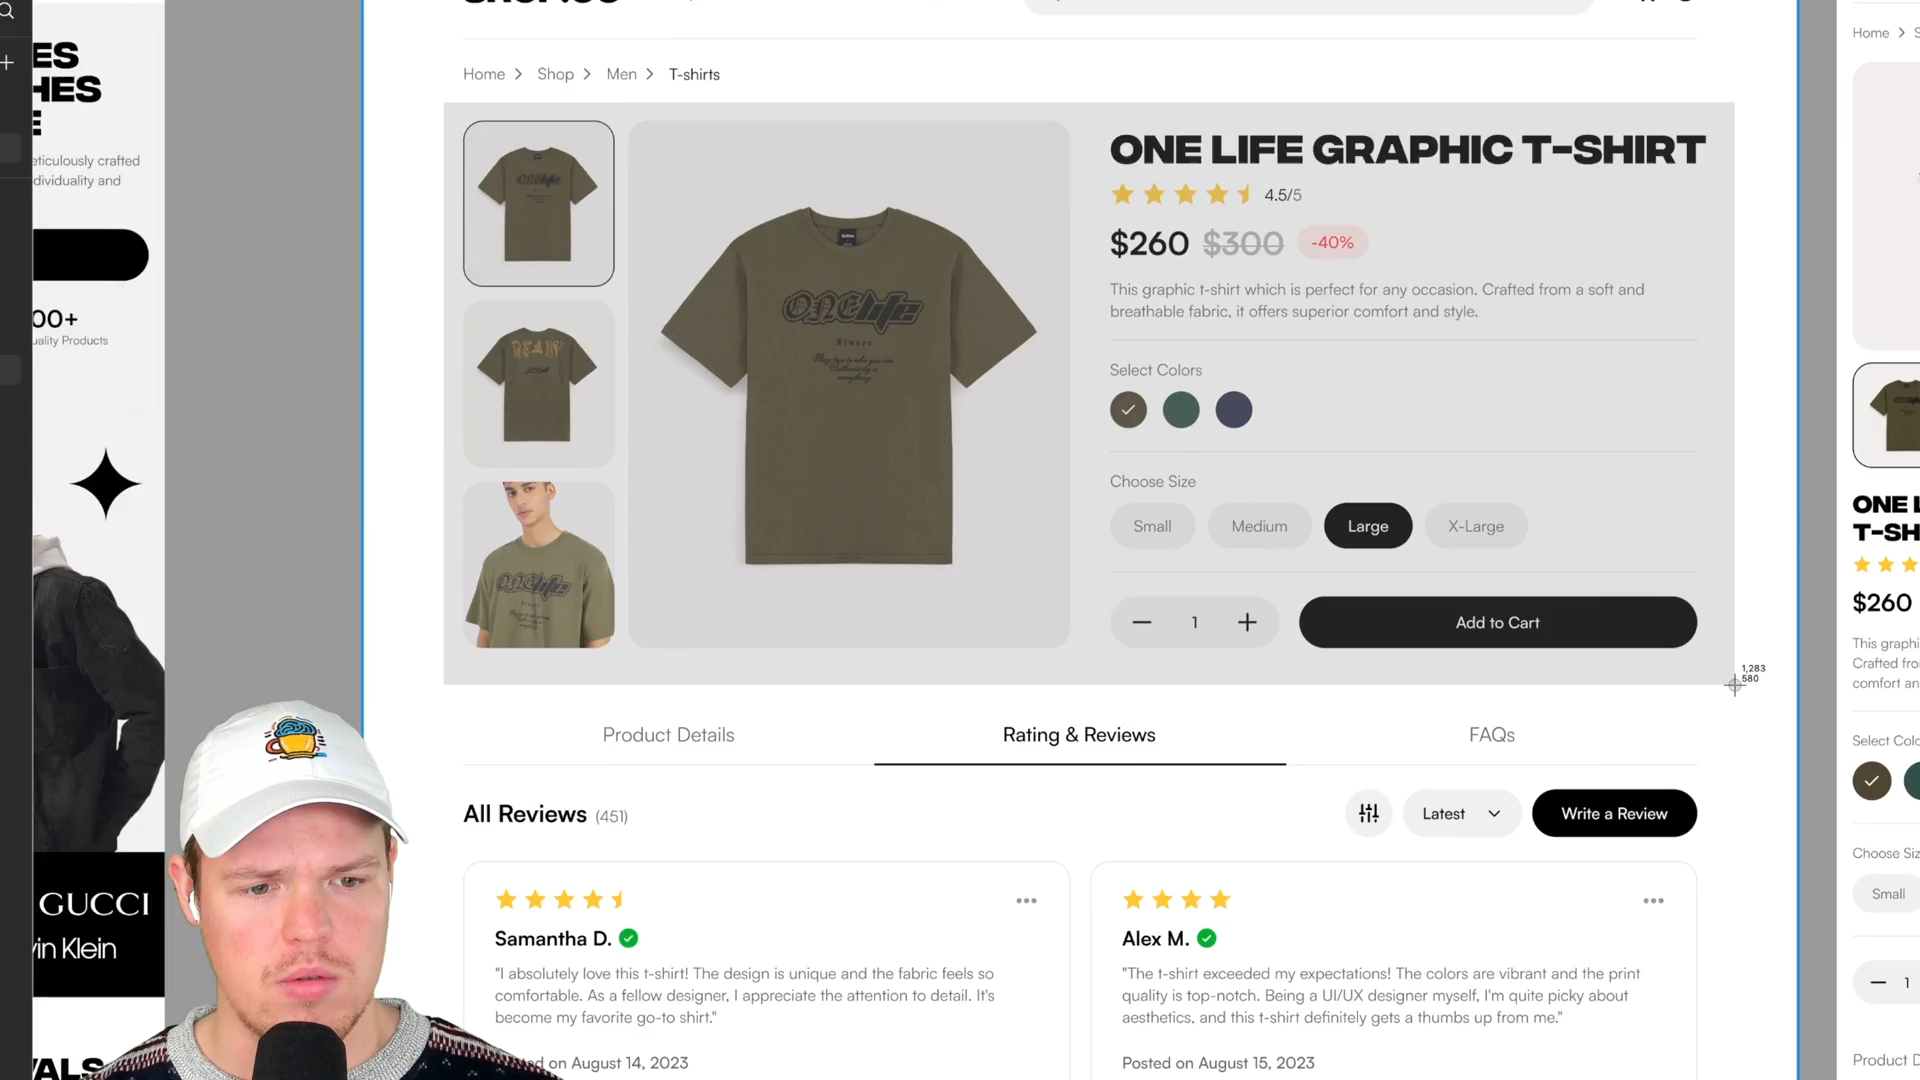 ES
HES
E
eticulously crafted
dividuality and
00+
uality Products
GUCCI
vin Klein
VALS
Home > Shop > Men > T-shirts
ONE LIFE GRAPHIC T-SHIRT
4.5/5
$260 $300 -40%
This graphic t-shirt which is perfect for any occasion. Crafted from a soft and
breathable fabric, it offers superior comfort and style.
Select Colors
Choose Size
Small Medium Large X-Large
1 Add to Cart
ONE life
1,283
580
Product Details Rating & Reviews FAQs
All Reviews (451) Latest Write a Review
Samantha D.
"I absolutely love this t-shirt! The design is unique and the fabric feels so
comfortable. As a fellow designer, I appreciate the attention to detail. It's
become my favorite go-to shirt."
ed on August 14, 2023
Alex M.
"The t-shirt exceeded my expectations! The colors are vibrant and the print
quality is top-notch. Being a UI/UX designer myself, I'm quite picky about
aesthetics, and this t-shirt definitely gets a thumbs up from me."
Posted on August 15, 2023
Home > S
ONE L
T-SH
$260
This graphi
Crafted fro
comfort an
Select Colo
Choose Siz
Small
1
Product D